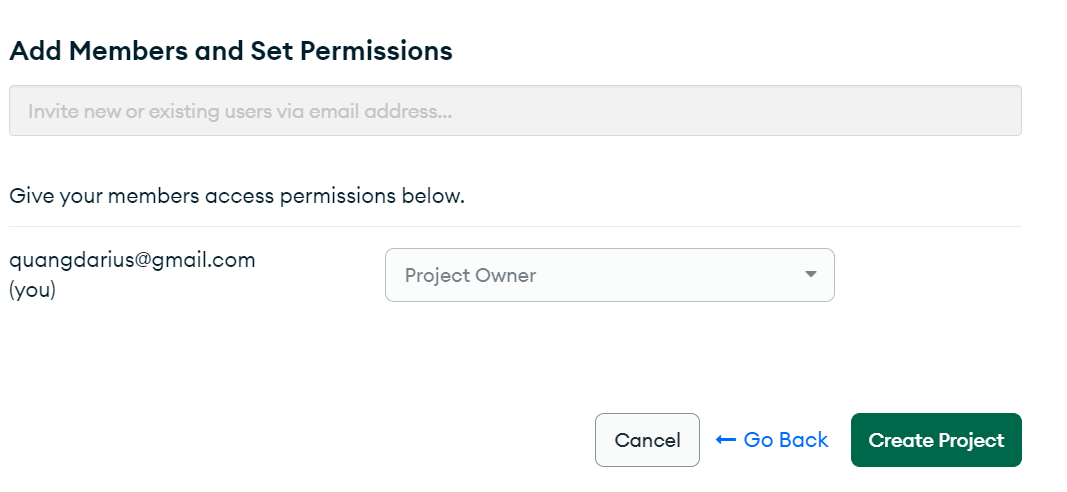 Add Members and Set Permissions
Invite new or existing users via email address...
Give your members access permissions below.
quangdarius@gmail.com
(you)
Project Owner
Cancel
Go Back
Create Project